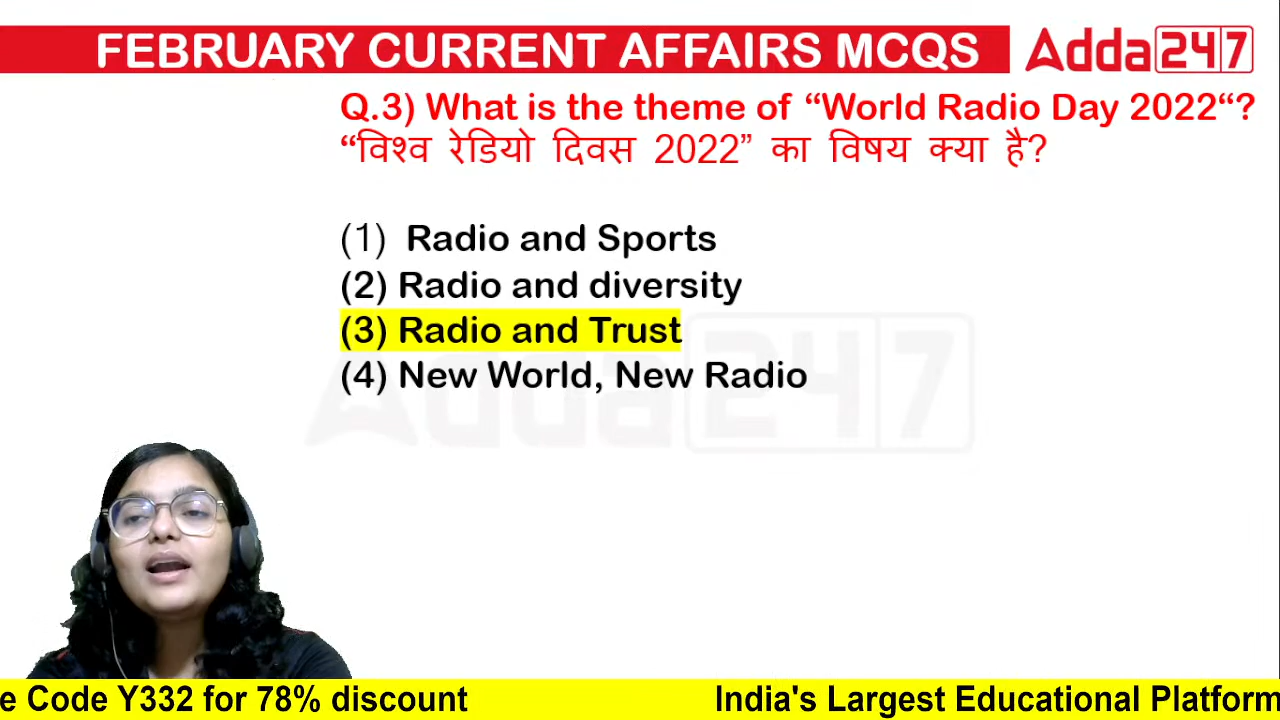 FEBRUARY CURRENT AFFAIRS MCQS
Adda247
Q.3) What is the theme of “World Radio Day 2022“?
“विश्व रेडियो दिवस 2022” का विषय क्या है?
(1) Radio and Sports
(2) Radio and diversity
(3) Radio and Trust
(4) New World, New Radio
Adda247
e Code Y332 for 78% discount
India's Largest Educational Platform